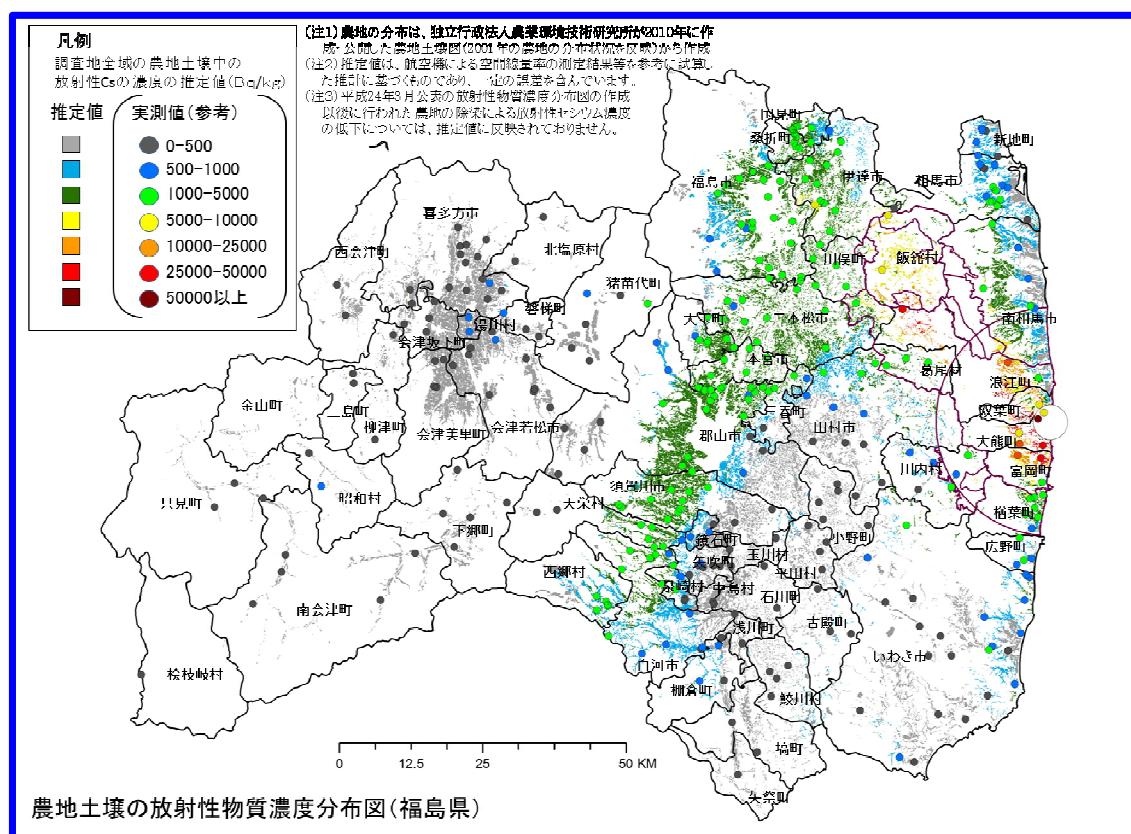 凡例
調査地全域の農地土壌中の
放射性Csの濃度の推定値(Bq/kg)
推定値 実測値(参考)
0-500
500-1000
1000-5000
5000-10000
10000-25000
25000-50000
50000以上
(注1)農地の分布は、独立行政法人農業環境技術研究所が2010年に作
成・公開した農地土壌図(2001年の農地の分布状況を反映)から作成
(注2)推定値は、航空機による空間線量率の測定結果等を参考に試算し
た推計に基づくものであり、一定の誤差を含んでいます。
(注3)平成24年3月公表の放射性物質濃度分布図の作成
以後に行われた農地の除染による放射性セシウム濃度
の低下については、推定値に反映されておりません。
国見町
桑折町
新地町
伊達市
相馬市
福島市
喜多方市
北塩原村
西会津町
川俣町
飯舘村
猪苗代町
磐梯町
湯川村
大玉村
二本松市
南相馬市
会津坂下町
本宮市
葛尾村
浪江町
金山町
三島町
柳津町
会津美里町
会津若松市
三春町
双葉町
郡山市
田村市
大熊町
川内村
富岡町
只見町
昭和村
天栄村
須賀川市
楢葉町
下郷町
鏡石町
小野町
広野町
矢吹町
玉川村
西郷村
泉崎村
中島村
平田村
石川町
南会津町
浅川町
古殿町
いわき市
白河市
檜枝岐村
棚倉町
鮫川村
塙町
矢祭町
0 12.5 25 50 KM
農地土壌の放射性物質濃度分布図(福島県)